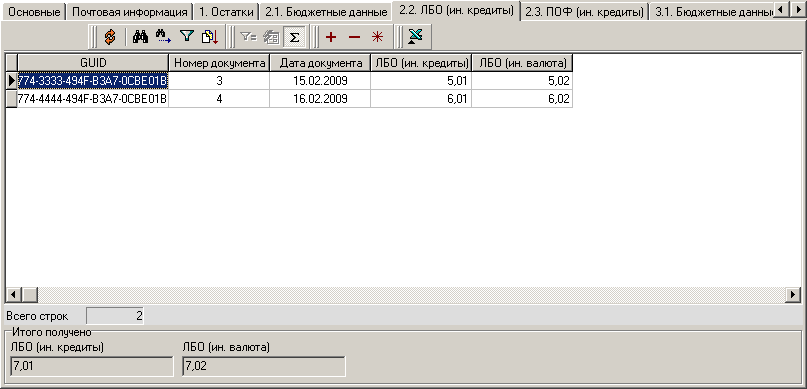 Основные Почтовая информация 1. Остатки 2.1. Бюджетные данные 2.2. ЛБО (ин. кредиты) 2.3. ПОФ (ин. кредиты) 3.1. Бюджетные данные
GUID Номер документа Дата документа ЛБО (ин. кредиты) ЛБО (ин. валюта)
774-3333-494F-B3A7-0CBE01B 3 15.02.2009 5,01 5,02
774-4444-494F-B3A7-0CBE01B 4 16.02.2009 6,01 6,02
Всего строк 2
Итого получено
ЛБО (ин. кредиты) ЛБО (ин. валюта)
7,01 7,02